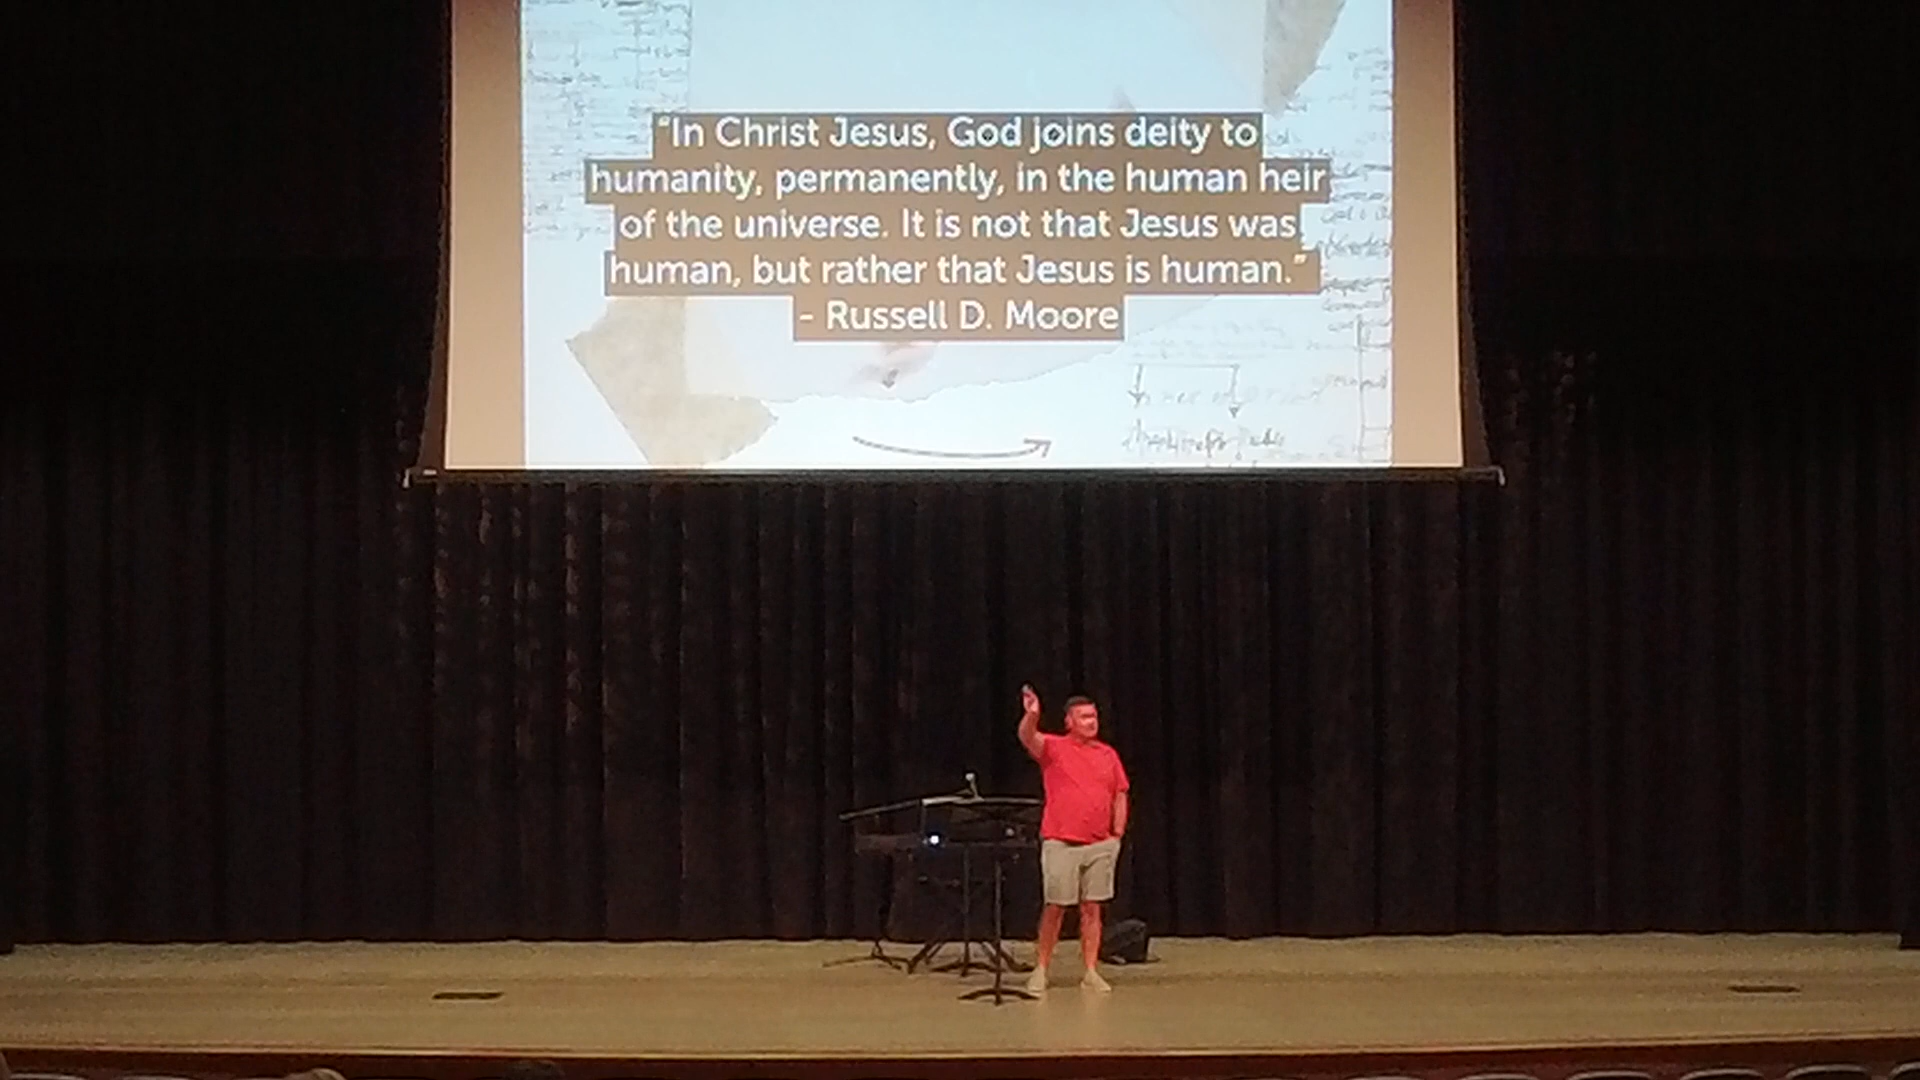 “In Christ Jesus, God joins deity to
humanity, permanently, in the human heir
of the universe. It is not that Jesus was
human, but rather that Jesus is human.”
- Russell D. Moore